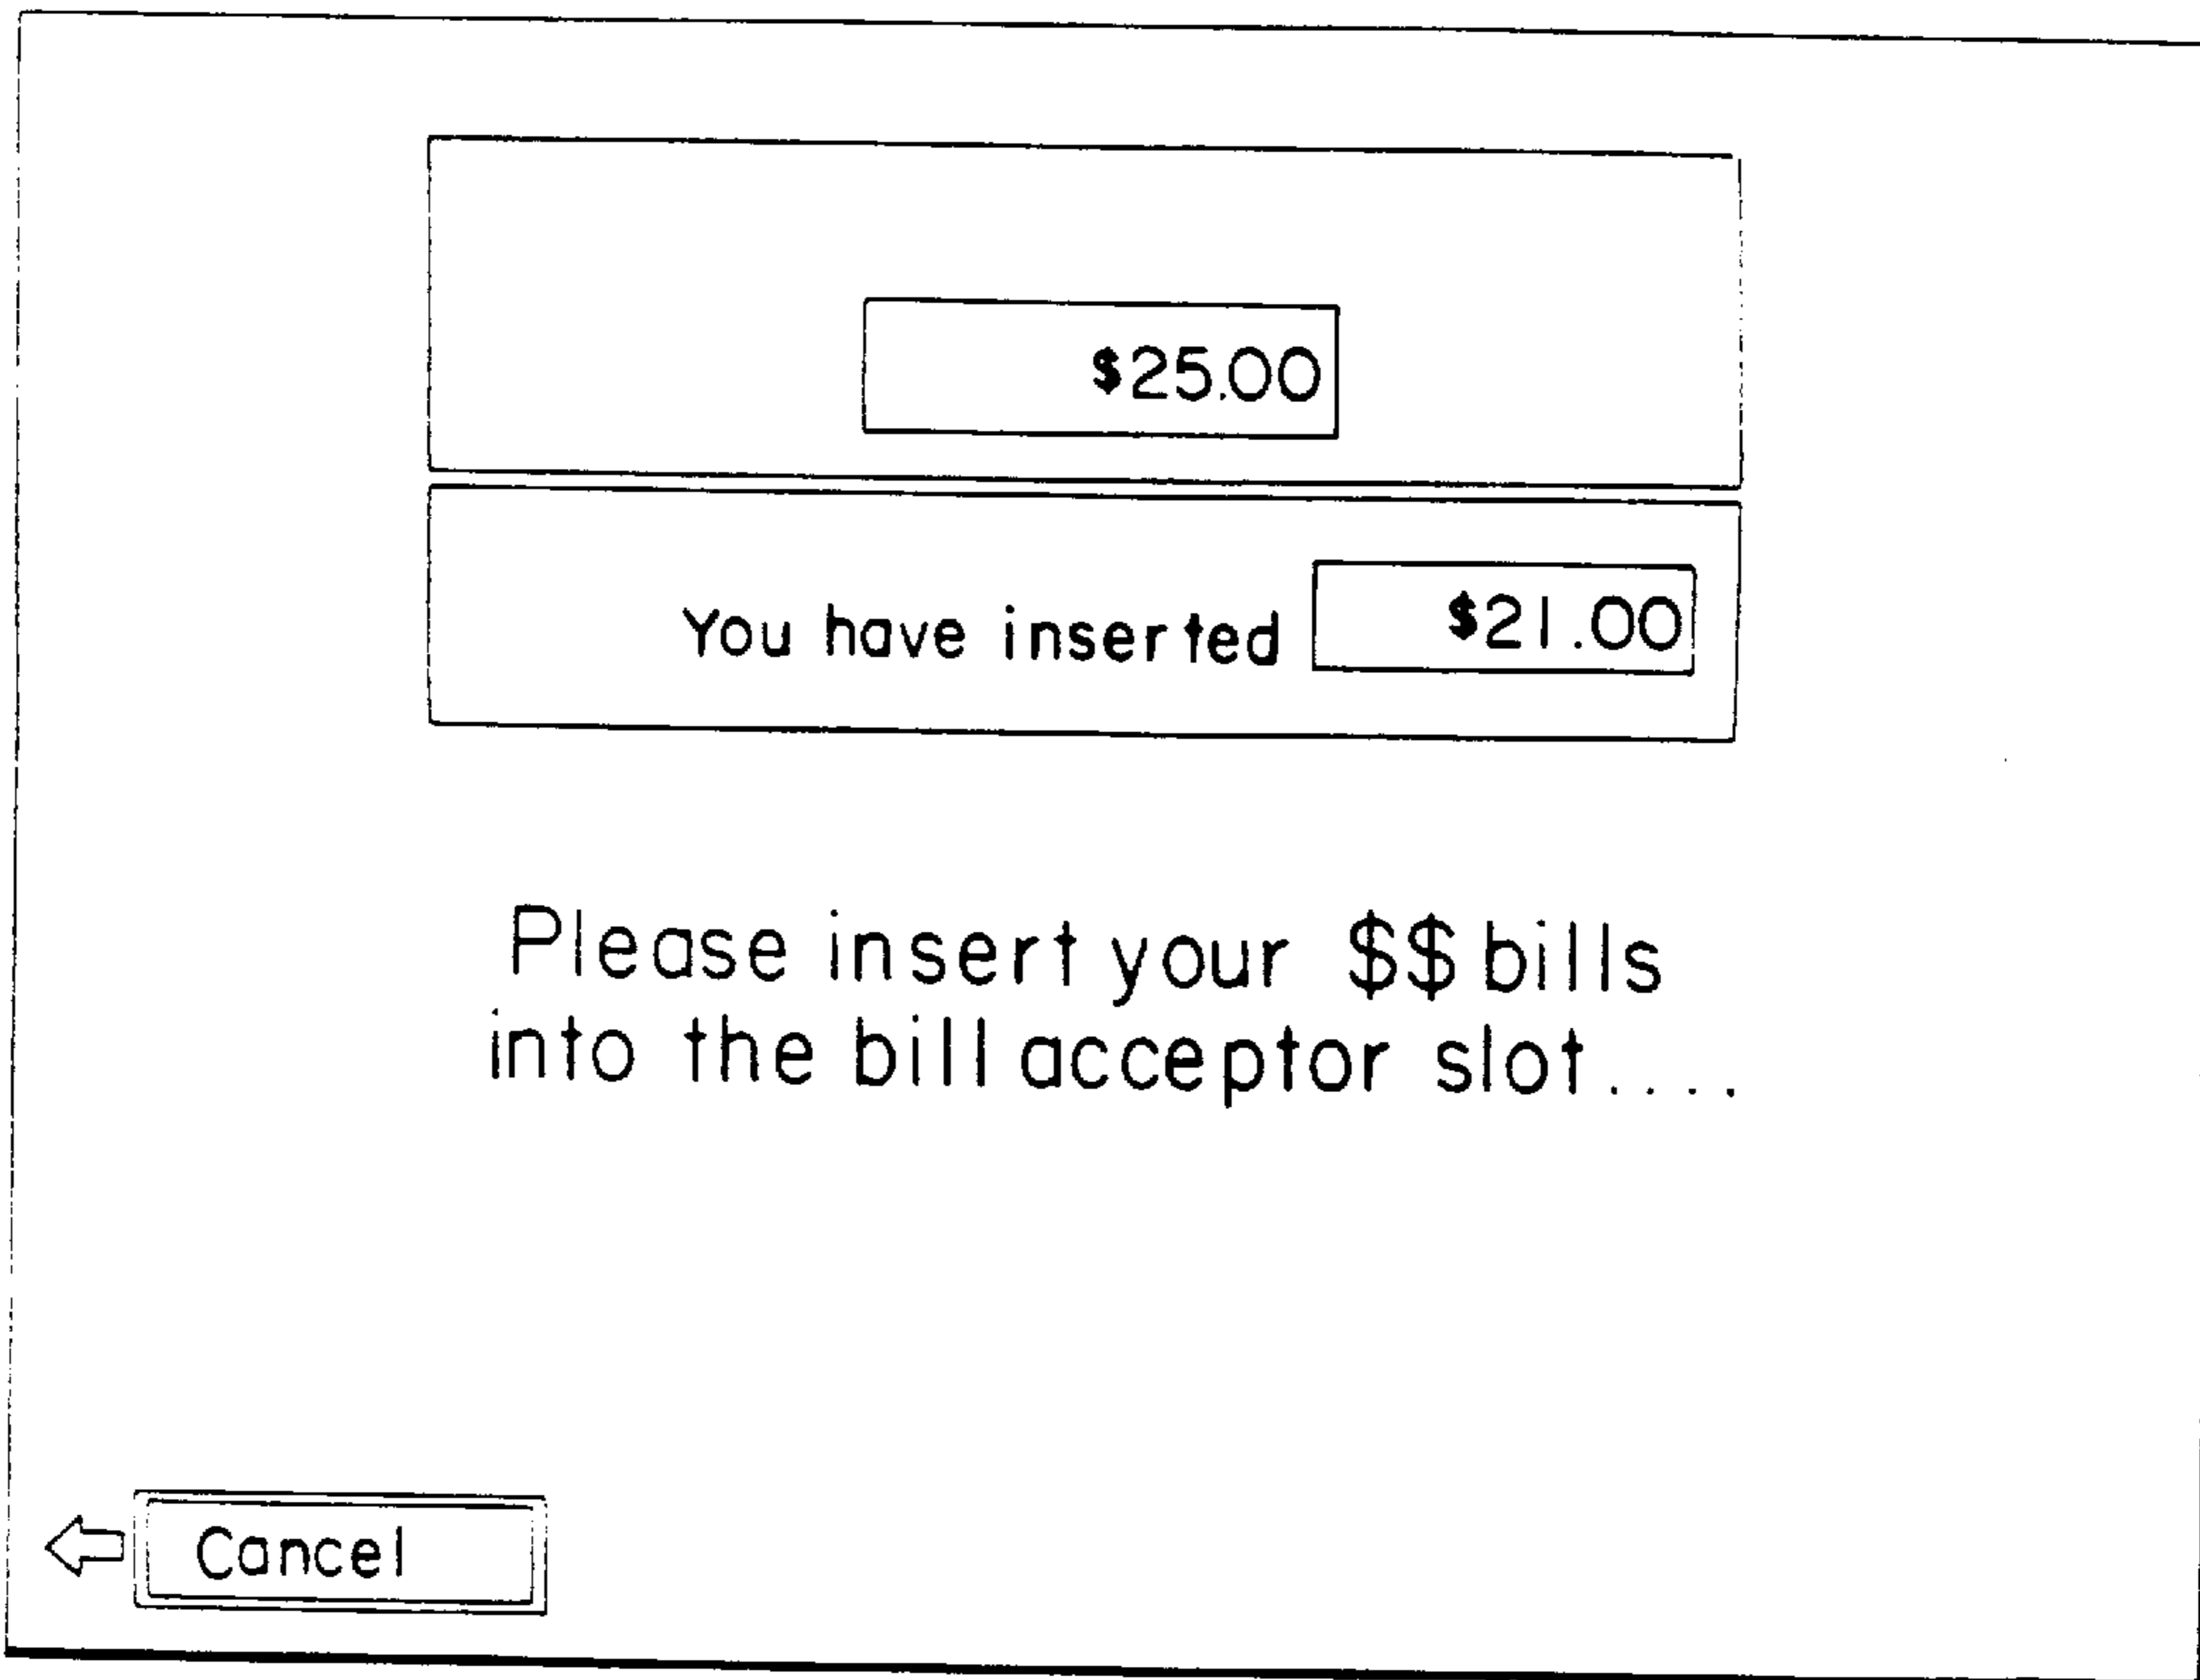 $25.00
You have inserted $21.00
Please insert your $$ bills
into the bill acceptor slot....
Cancel